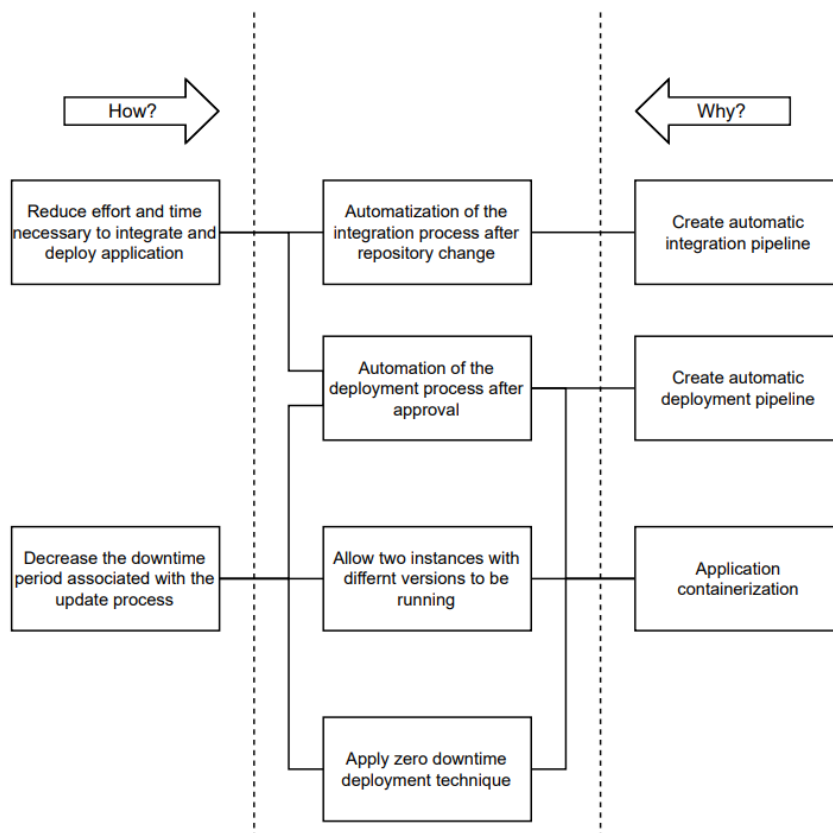 How?
Why?
Reduce effort and time
necessary to integrate and
deploy application
Automatization of the
integration process after
repository change
Create automatic
integration pipeline
Automation of the
deployment process after
approval
Create automatic
deployment pipeline
Decrease the downtime
period associated with the
update process
Allow two instances with
differnt versions to be
running
Application
containerization
Apply zero downtime
deployment technique